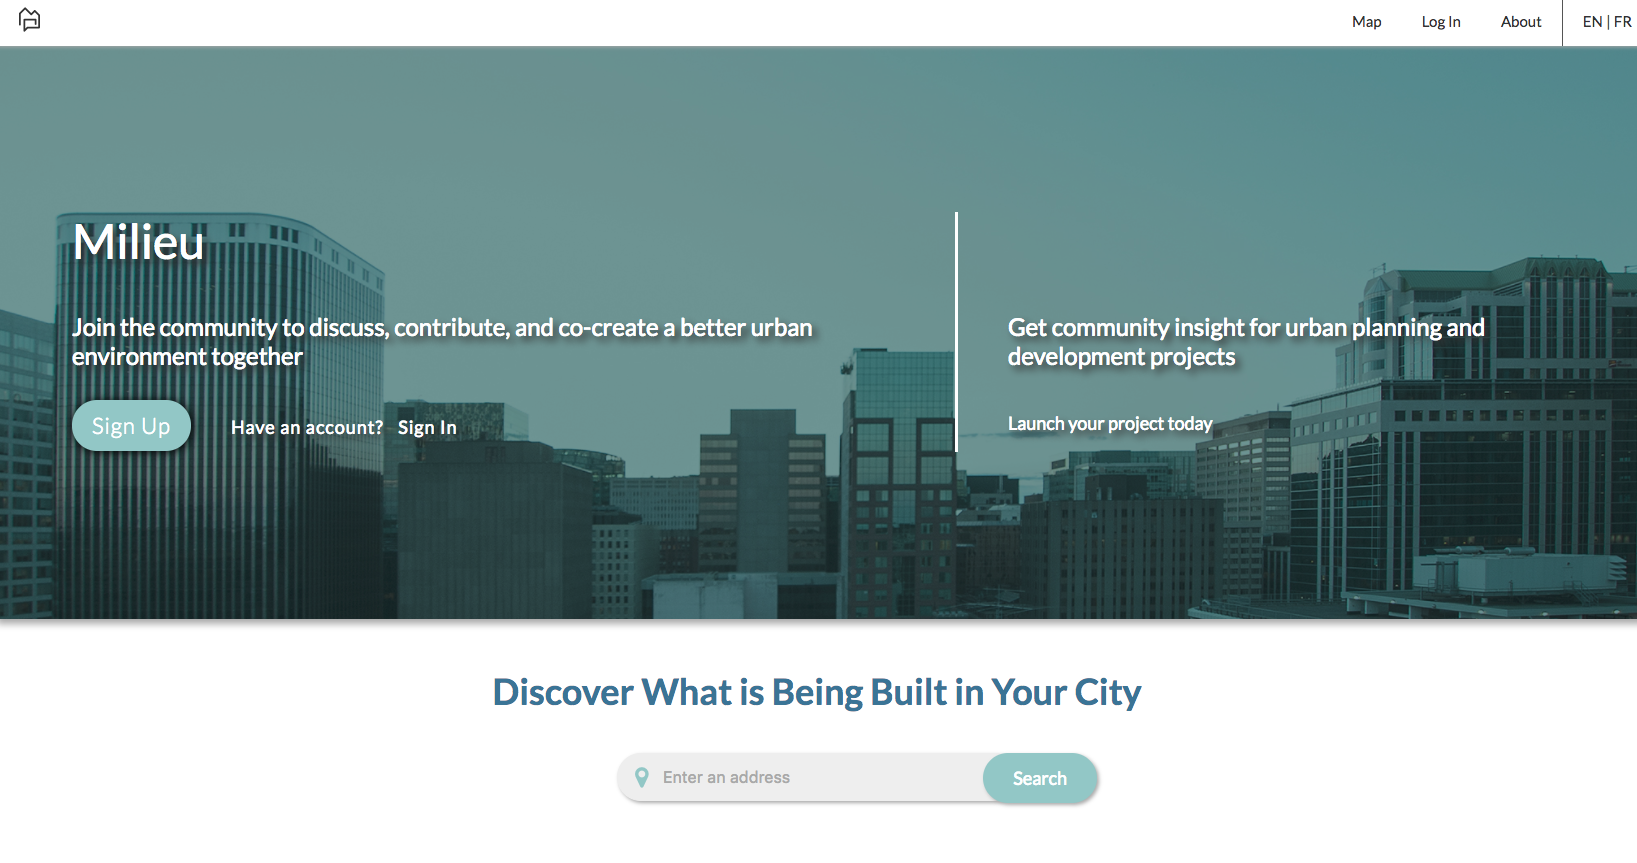 Map Log In About EN | FR
Milieu
Join the community to discuss, contribute, and co-create a better urban
environment together
Sign Up Have an account? Sign In
Get community insight for urban planning and
development projects
Launch your project today
Discover What is Being Built in Your City
Enter an address Search